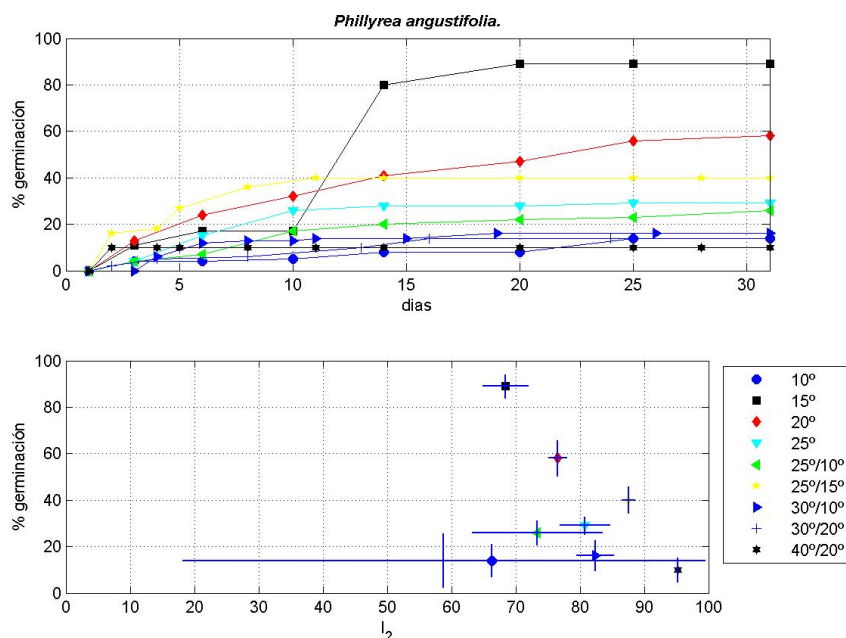 Phillyrea angustifolia.
100
80
60
40
20
0
% germinación
0 5 10 15 20 25 30
dias
100
80
60
40
20
0
% germinación
0 10 20 30 40 50 60 70 80 90 100
I2
10º
15º
20º
25º
25º/10º
25º/15º
30º/10º
30º/20º
40º/20º